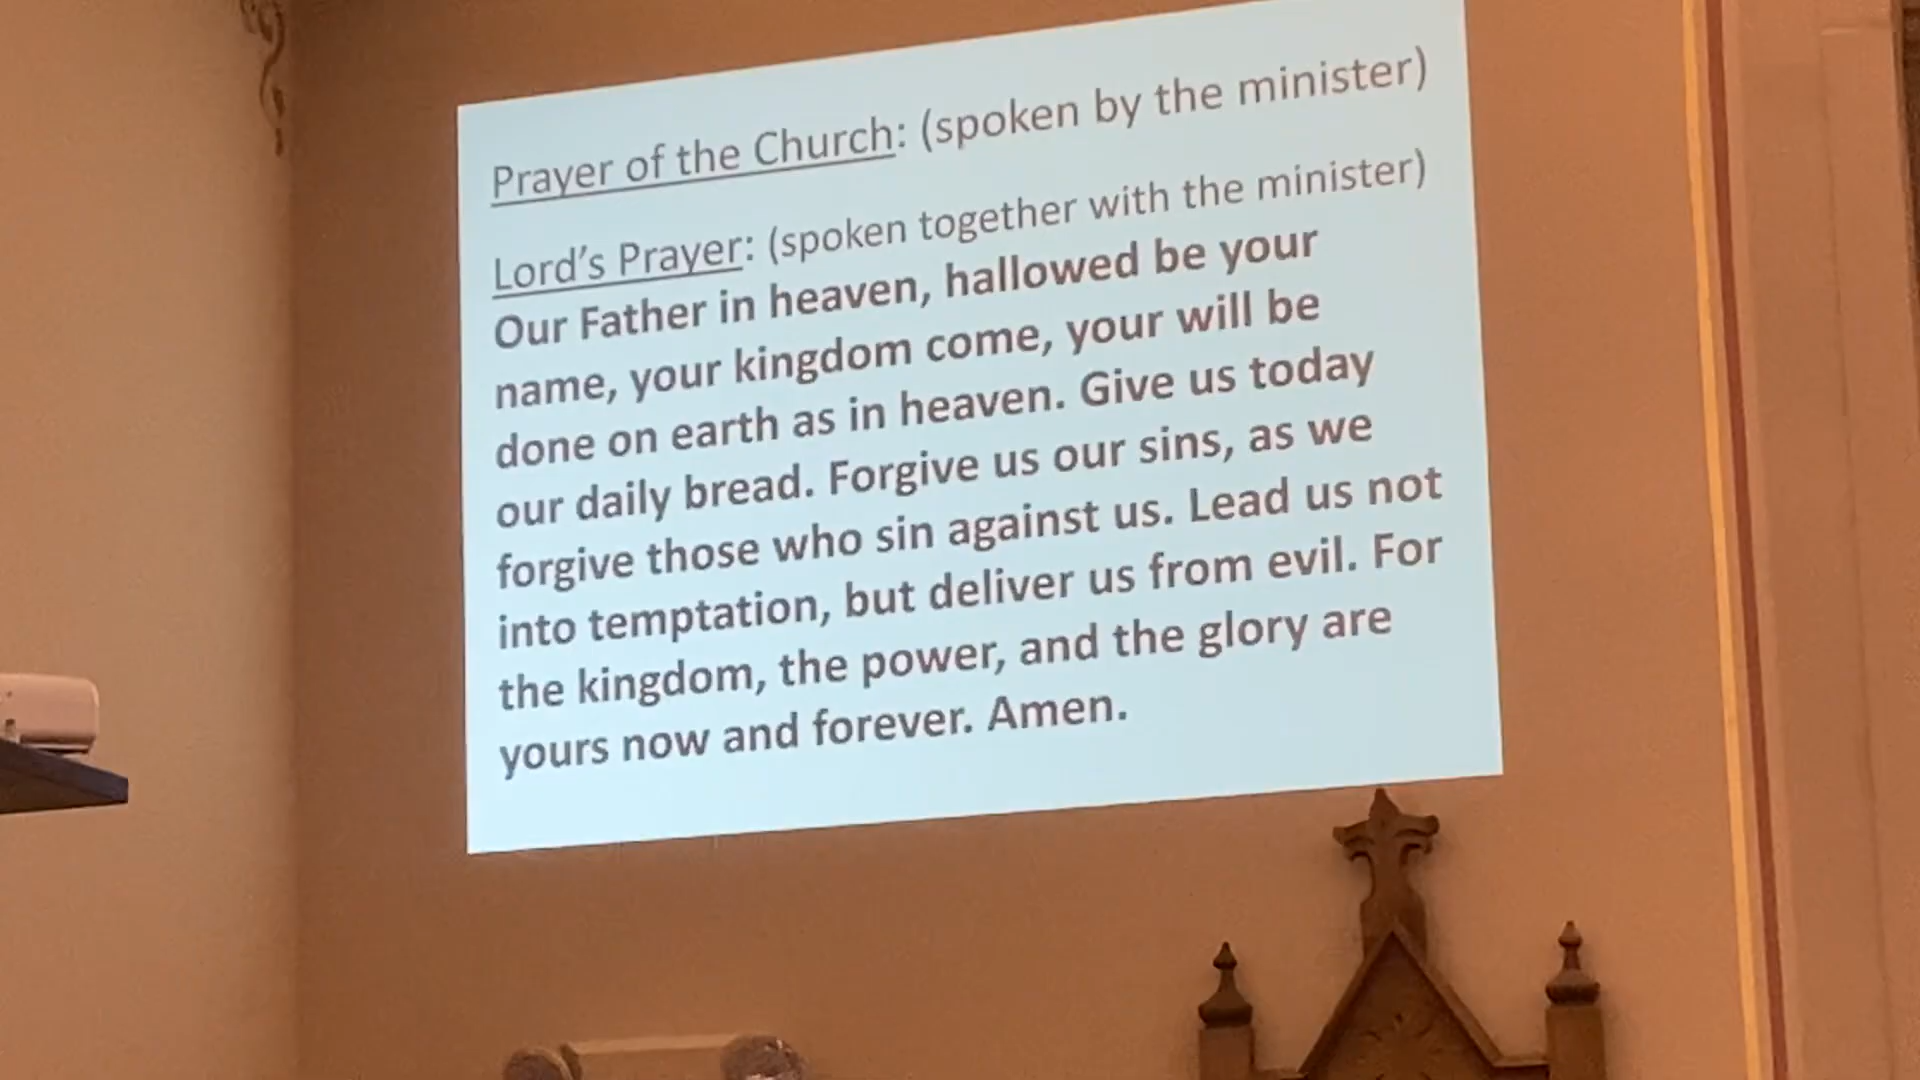 Prayer of the Church: (spoken by the minister)
Lord’s Prayer: (spoken together with the minister)
Our Father in heaven, hallowed be your
name, your kingdom come, your will be
done on earth as in heaven. Give us today
our daily bread. Forgive us our sins, as we
forgive those who sin against us. Lead us not
into temptation, but deliver us from evil. For
the kingdom, the power, and the glory are
yours now and forever. Amen.